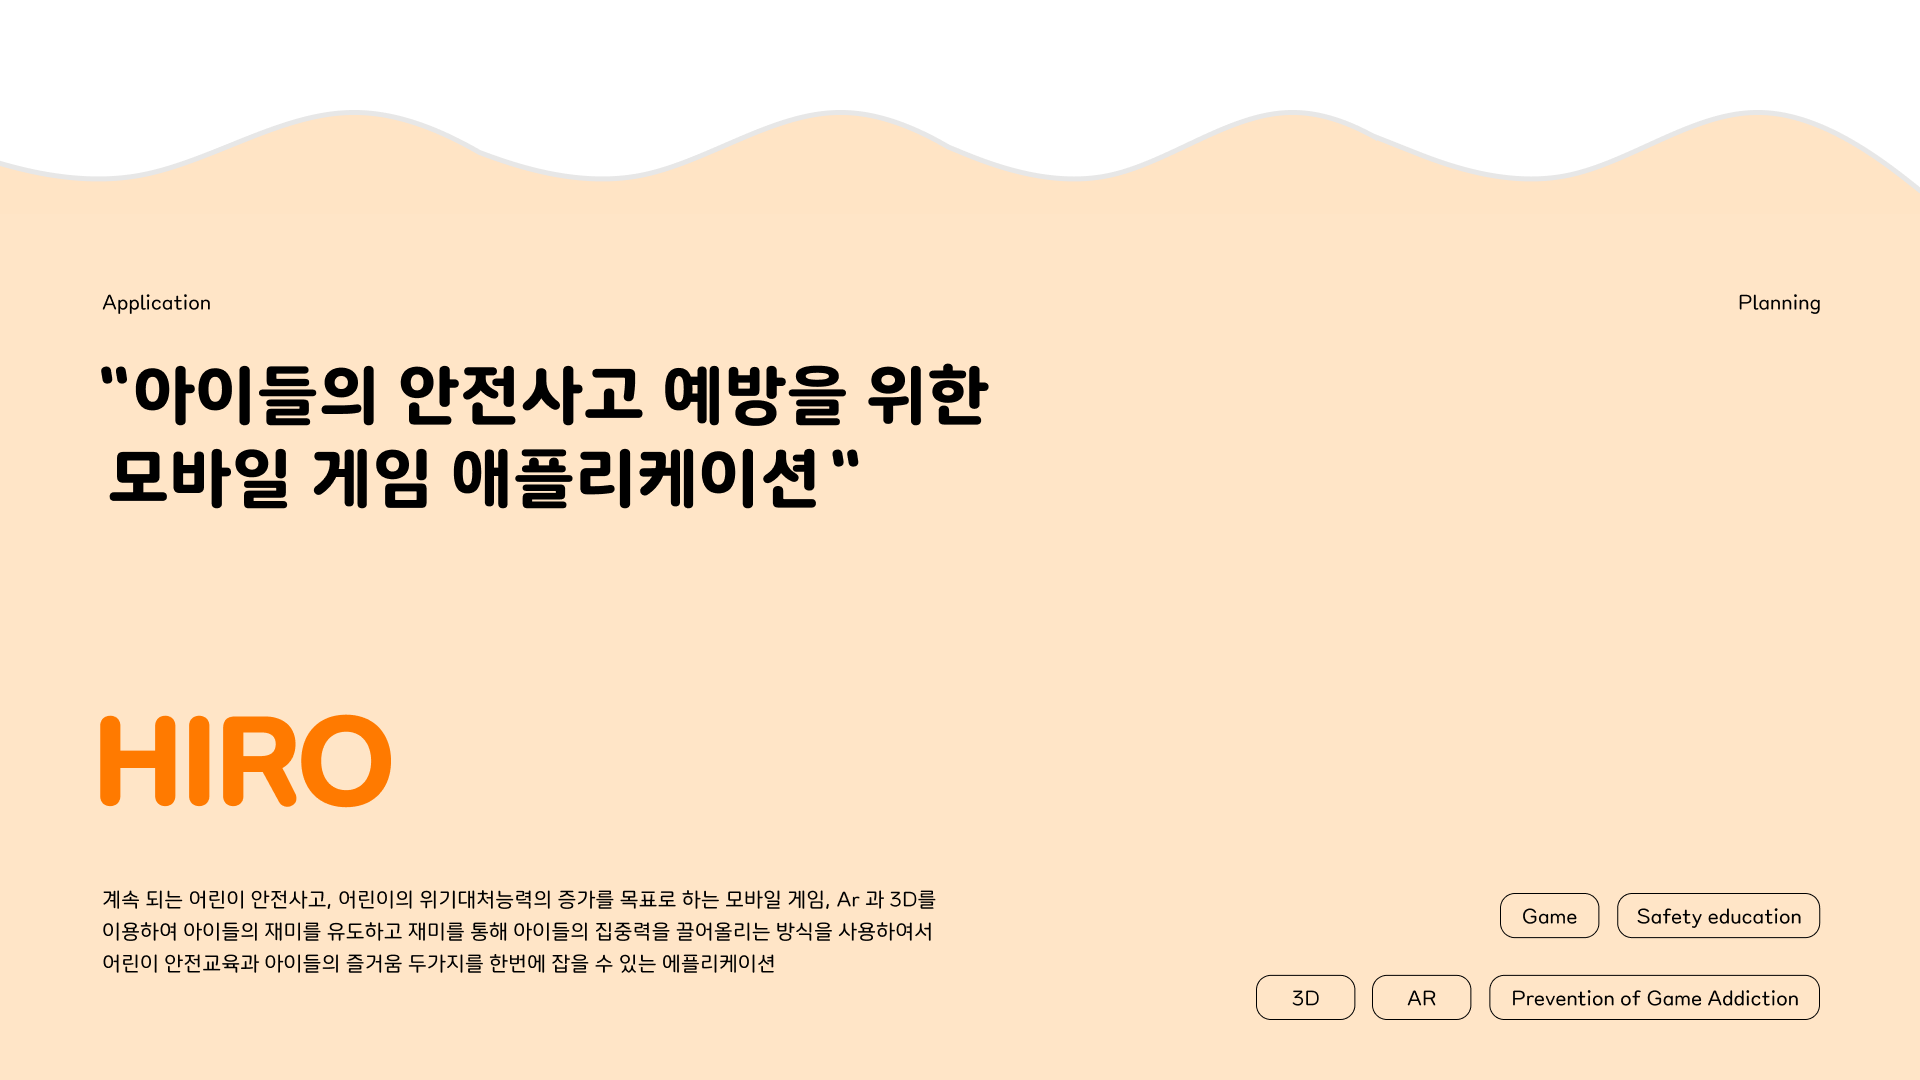 Application
Planning
“아이들의 안전사고 예방을 위한
모바일 게임 애플리케이션“
HIRO
계속 되는 어린이 안전사고, 어린이의 위기대처능력의 증가를 목표로 하는 모바일 게임, Ar 과 3D를
이용하여 아이들의 재미를 유도하고 재미를 통해 아이들의 집중력을 끌어올리는 방식을 사용하여서
어린이 안전교육과 아이들의 즐거움 두가지를 한번에 잡을 수 있는 에플리케이션
Game
Safety education
3D
AR
Prevention of Game Addiction